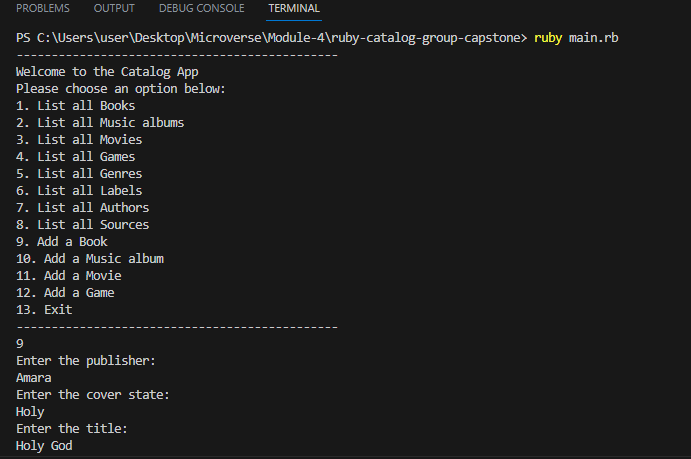 PROBLEMS OUTPUT DEBUG CONSOLE TERMINAL
PS C:\Users\user\Desktop\Microverse\Module-4\ruby-catalog-group-capstone> ruby main.rb
----------------------------------------------
Welcome to the Catalog App
Please choose an option below:
1. List all Books
2. List all Music albums
3. List all Movies
4. List all Games
5. List all Genres
6. List all Labels
7. List all Authors
8. List all Sources
9. Add a Book
10. Add a Music album
11. Add a Movie
12. Add a Game
13. Exit
----------------------------------------------
9
Enter the publisher:
Amara
Enter the cover state:
Holy
Enter the title:
Holy God